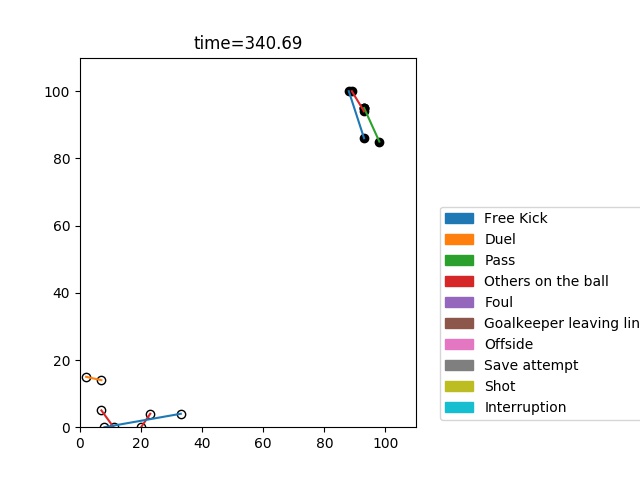 time=340.69
100
80
60
40
20
0
0 20 40 60 80 100
Free Kick
Duel
Pass
Others on the ball
Foul
Goalkeeper leaving lin
Offside
Save attempt
Shot
Interruption